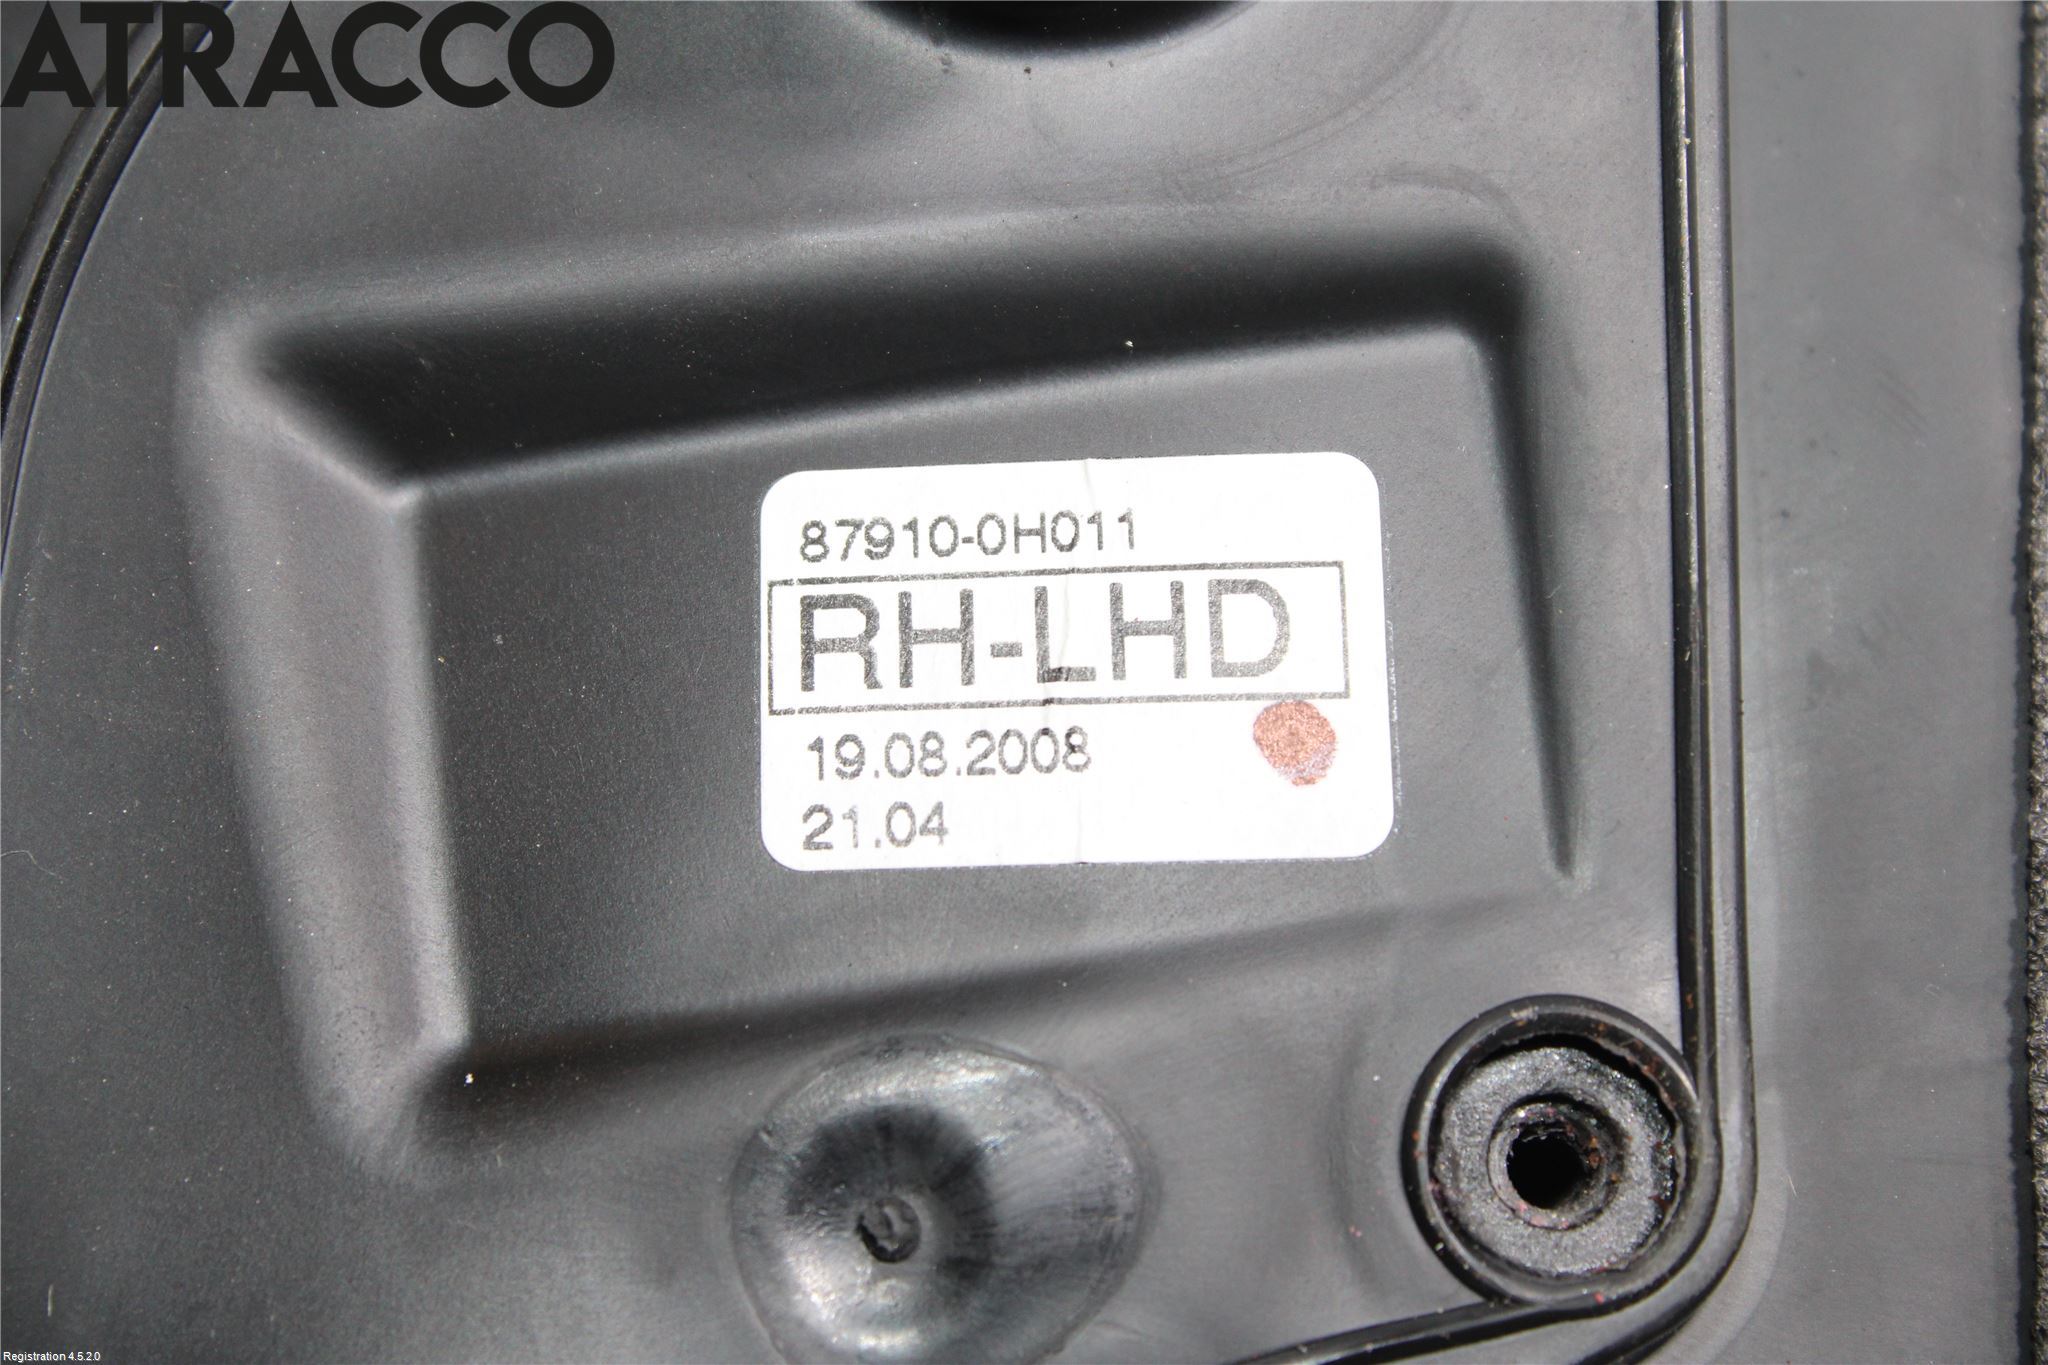 ATRACCO
87910-0H011
RH-LHD
19.08.2008
21.04
Registration 4.5.2.0